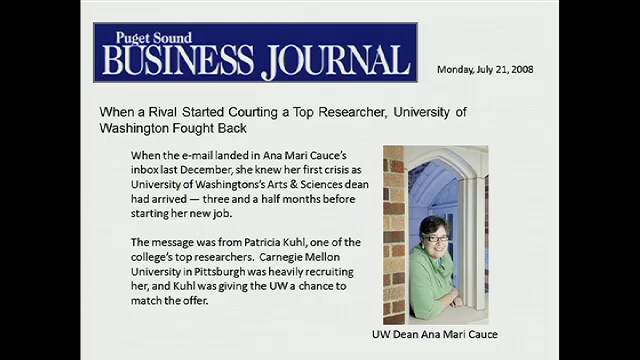 Puget Sound
BUSINESS JOURNAL
Monday, July 21, 2008
When a Rival Started Courting a Top Researcher, University of
Washington Fought Back
When the e-mail landed in Ana Mari Cauce's
inbox last December, she knew her first crisis as
University of Washingtons's Arts & Sciences dean
had arrived — three and a half months before
starting her new job.
The message was from Patricia Kuhl, one of the
college's top researchers. Carnegie Mellon
University in Pittsburgh was heavily recruiting
her, and Kuhl was giving the UW a chance to
match the offer.
UW Dean Ana Mari Cauce